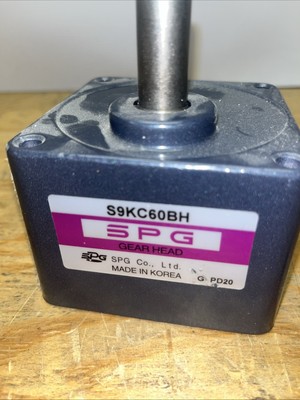 S9KC60BH
SPG
GEAR HEAD
SPG SPG Co., Ltd.
MADE IN KOREA
G PD20